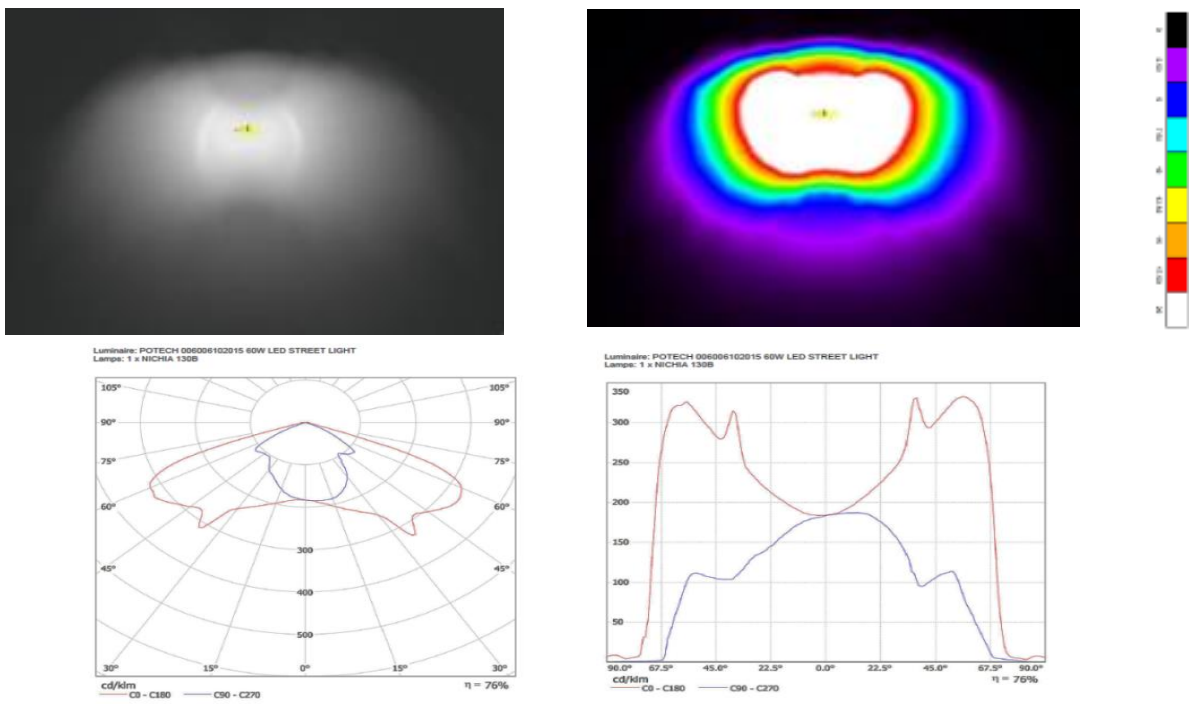 Luminaire: POTECH 006006102015 60W LED STREET LIGHT
Lamps: 1 x NICHIA 130B
105° 105°
90° 90°
75° 75°
60° 60°
300
45° 400 45°
500
30° 15° 0° 15° 30°
cd/klm η = 76%
C0 - C180 C90 - C270
Luminaire: POTECH 006006102015 60W LED STREET LIGHT
Lamps: 1 x NICHIA 130B
350
300
250
200
150
100
50
90.0° 67.5° 45.0° 22.5° 0.0° 22.5° 45.0° 67.5° 90.0°
cd/klm η = 76%
C0 - C180 C90 - C270